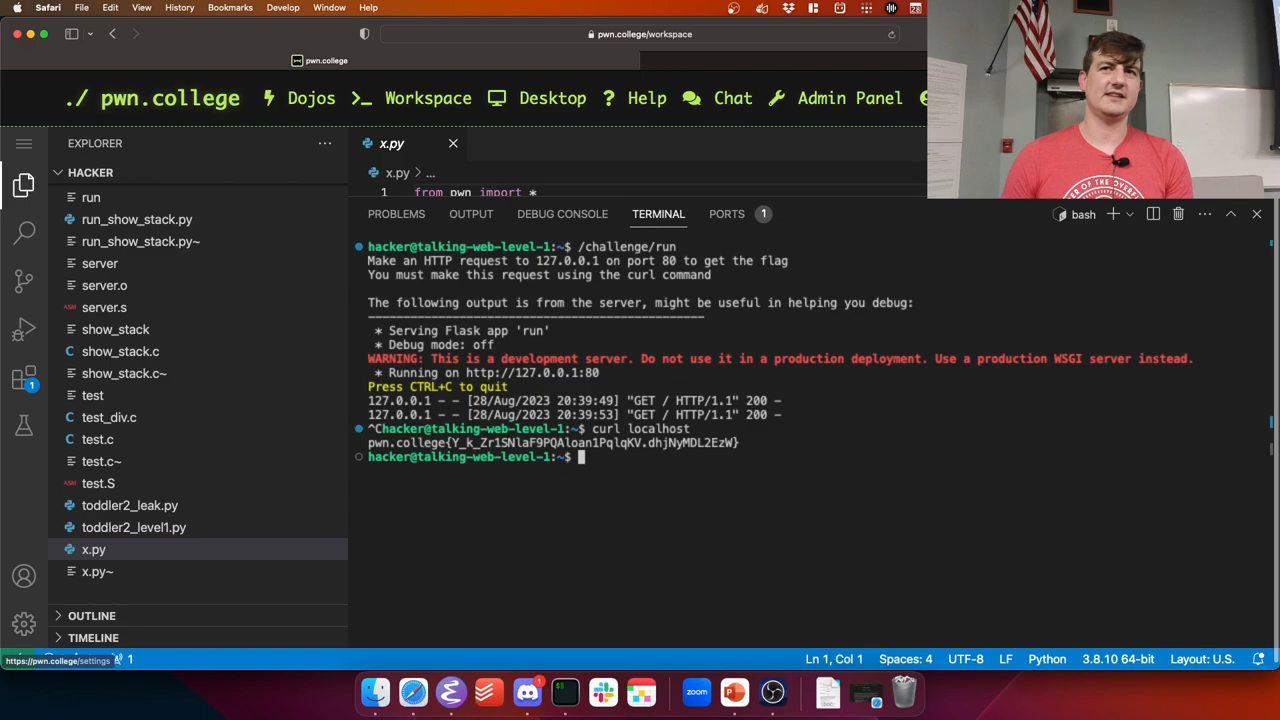 Safari File Edit View History Bookmarks Develop Window Help
28
pwn.college/workspace
pwn.college
./ pwn.college Dojos Workspace Desktop ? Help Chat Admin Panel
EXPLORER
HACKER
run
run_show_stack.py
run_show_stack.py~
server
server.o
ASM server.s
show_stack
C show_stack.c
show_stack.c~
test
test_div.c
C test.c
test.c~
ASM test.S
toddler2_leak.py
toddler2_level1.py
x.py
x.py~
OUTLINE
TIMELINE
1
x.py
x.py > ...
1 from pwn import *
PROBLEMS OUTPUT DEBUG CONSOLE TERMINAL PORTS 1
bash
hacker@talking-web-level-1:~$ /challenge/run
Make an HTTP request to 127.0.0.1 on port 80 to get the flag
You must make this request using the curl command
The following output is from the server, might be useful in helping you debug:
------------------------------------------------
* Serving Flask app 'run'
* Debug mode: off
WARNING: This is a development server. Do not use it in a production deployment. Use a production WSGI server instead.
* Running on http://127.0.0.1:80
Press CTRL+C to quit
127.0.0.1 - - [28/Aug/2023 20:39:49] "GET / HTTP/1.1" 200 -
127.0.0.1 - - [28/Aug/2023 20:39:53] "GET / HTTP/1.1" 200 -
^Chacker@talking-web-level-1:~$ curl localhost
pwn.college{Y_k_Zr1SNlaF9PQAloan1PqlqKV.dhjNyMDL2EzW}
hacker@talking-web-level-1:~$
https://pwn.college/settings 1
Ln 1, Col 1 Spaces: 4 UTF-8 LF Python 3.8.10 64-bit Layout: U.S.
1
zoom